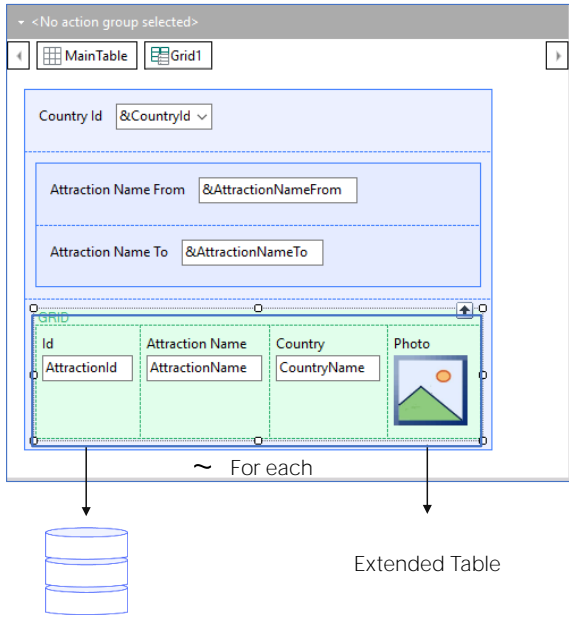 <No action group selected>
MainTable Grid1
Country Id &CountryId
Attraction Name From &AttractionNameFrom
Attraction Name To &AttractionNameTo
GRID
Id Attraction Name Country Photo
AttractionId AttractionName CountryName
~ For each
Extended Table